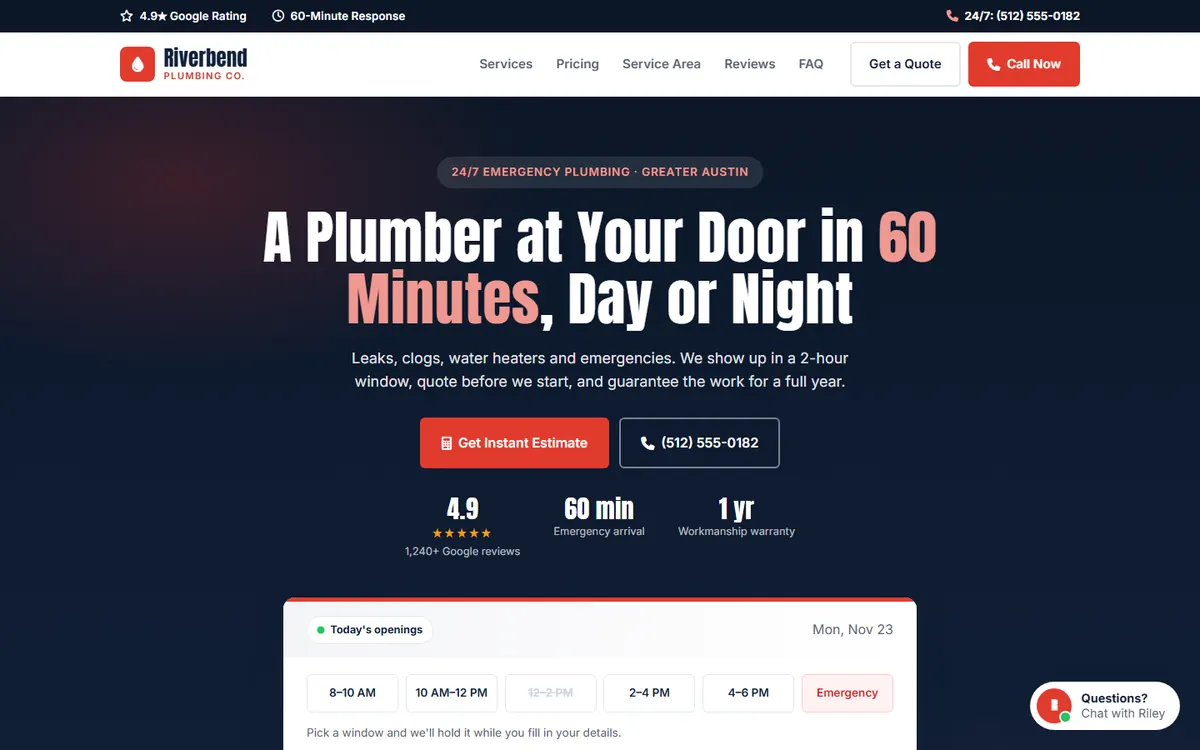 4.9★ Google Rating
60-Minute Response
24/7: (512) 555-0182
Riverbend
PLUMBING CO.
Services
Pricing
Service Area
Reviews
FAQ
Get a Quote
Call Now
24/7 EMERGENCY PLUMBING · GREATER AUSTIN
A Plumber at Your Door in 60
Minutes, Day or Night
Leaks, clogs, water heaters and emergencies. We show up in a 2-hour
window, quote before we start, and guarantee the work for a full year.
Get Instant Estimate
(512) 555-0182
4.9
★★★★★
1,240+ Google reviews
60 min
Emergency arrival
1 yr
Workmanship warranty
Today's openings
Mon, Nov 23
8–10 AM
10 AM–12 PM
12–2 PM
2–4 PM
4–6 PM
Emergency
Pick a window and we'll hold it while you fill in your details.
R
Questions?
Chat with Riley